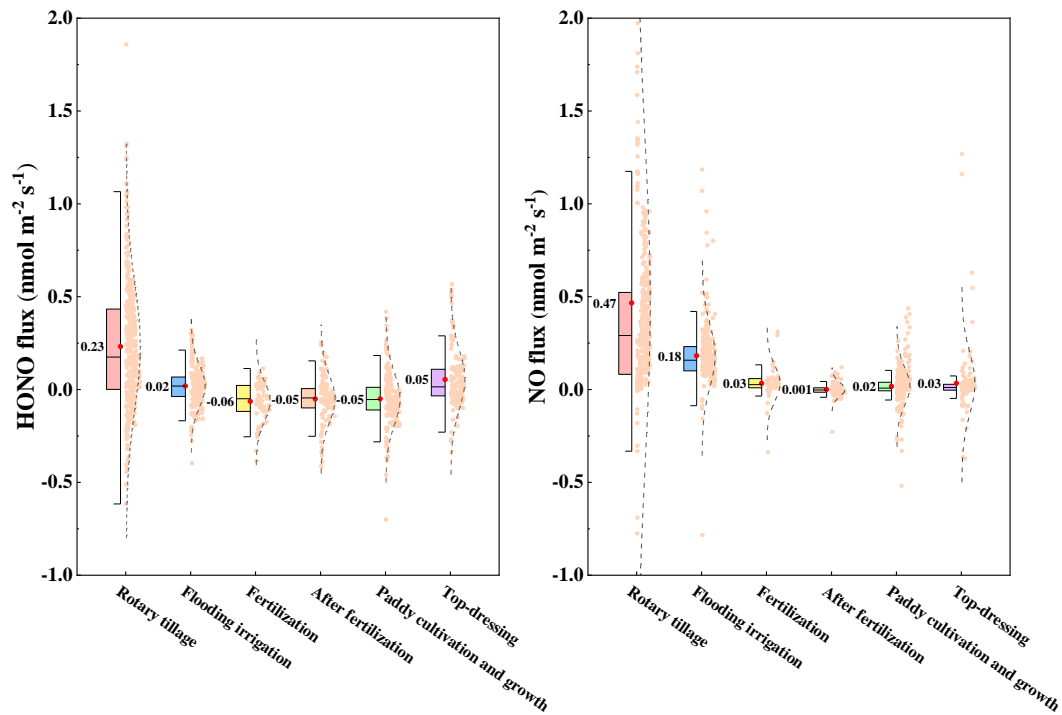 HONO flux (nmol m⁻² s⁻¹)
2.0
1.5
1.0
0.5
0.0
-0.5
-1.0
0.23
0.02
-0.06
-0.05
-0.05
0.05
Rotary tillage
Flooding irrigation
Fertilization
After fertilization
Paddy cultivation and growth
Top-dressing
NO flux (nmol m⁻² s⁻¹)
2.0
1.5
1.0
0.5
0.0
-0.5
-1.0
0.47
0.18
0.03
0.001
0.02
0.03
Rotary tillage
Flooding irrigation
Fertilization
After fertilization
Paddy cultivation and growth
Top-dressing